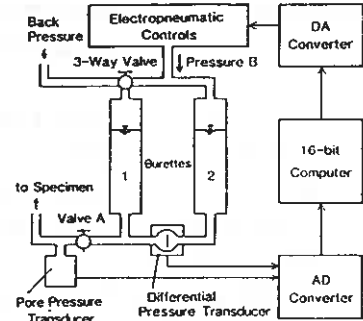 Back
Pressure
Electropneumatic
Controls
DA
Converter
3-Way Valve
Pressure B
1
Burettes
2
16-bit
Computer
to Specimen
Valve A
Pore Pressure
Transducer
Differential
Pressure Transducer
AD
Converter